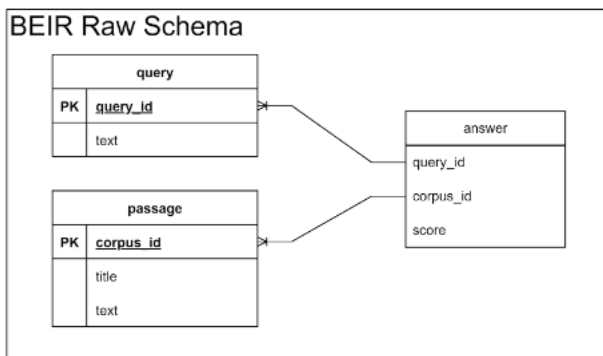 BEIR Raw Schema
query
PK query_id
text
answer
query_id
corpus_id
score
passage
PK corpus_id
title
text